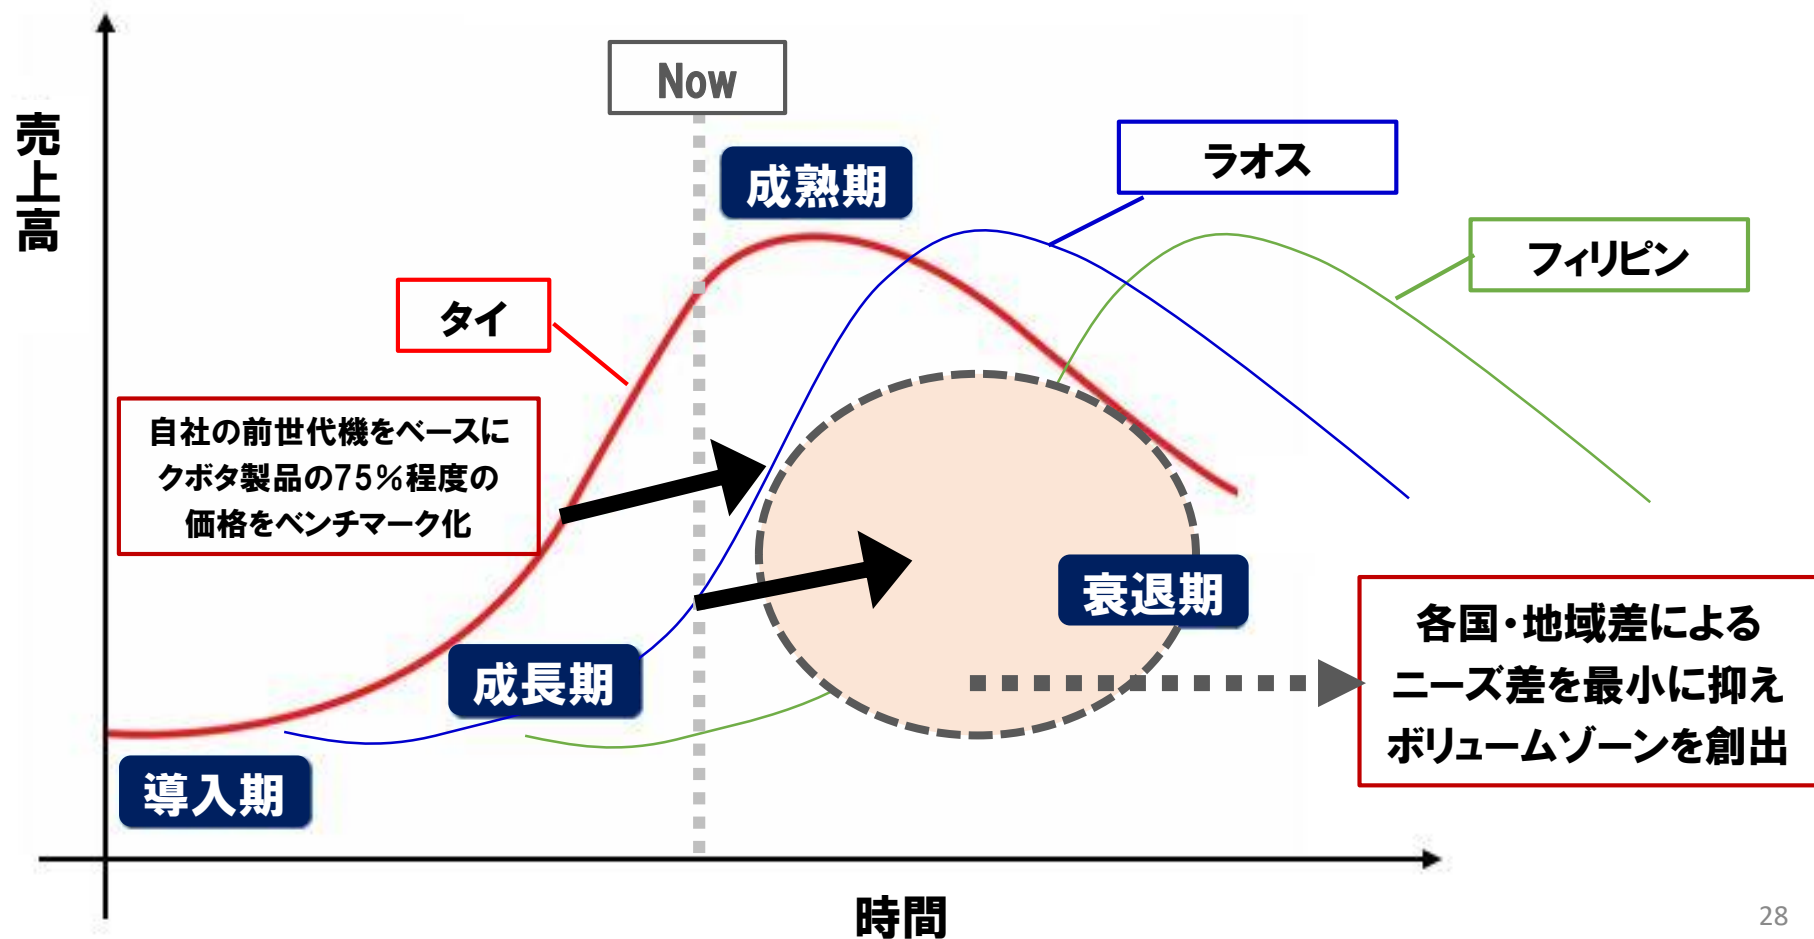 売上高
Now
成熟期
ラオス
フィリピン
タイ
自社の前世代機をベースに
クボタ製品の75%程度の
価格をベンチマーク化
成長期
衰退期
導入期
各国・地域差による
ニーズ差を最小に抑え
ボリュームゾーンを創出
時間
28